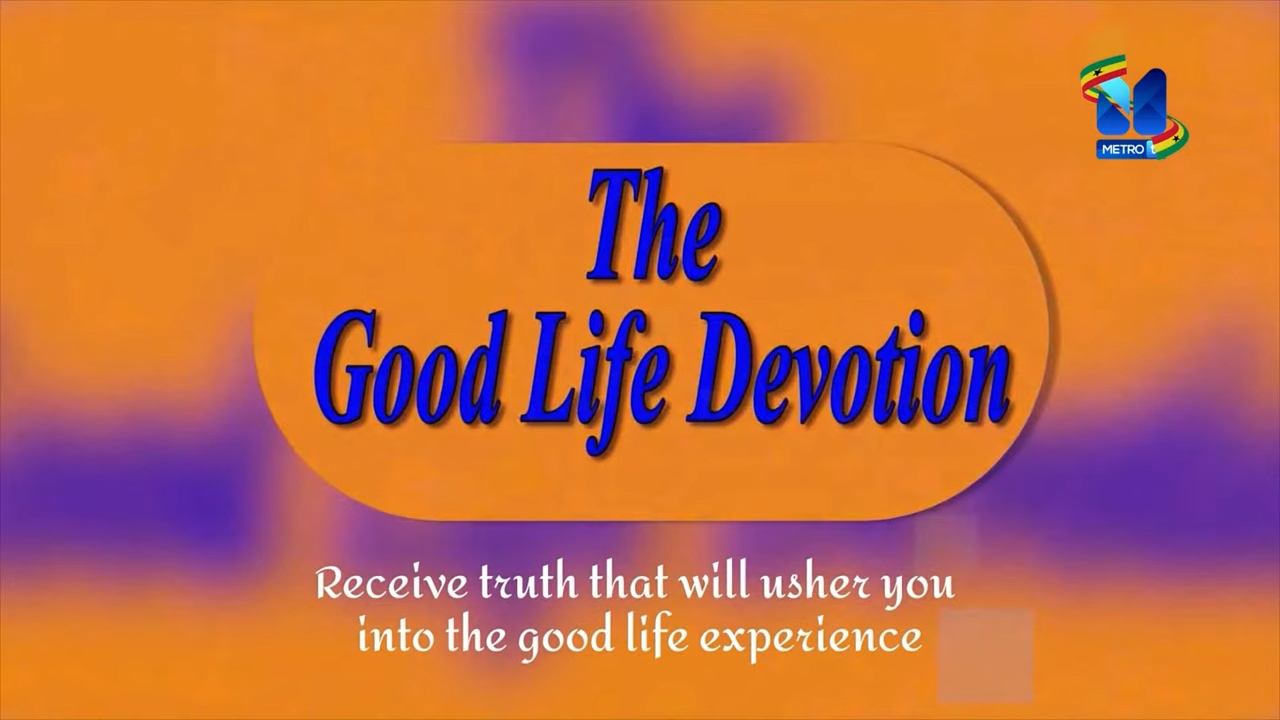 METRO t
The
Good Life Devotion
Receive truth that will usher you
into the good life experience